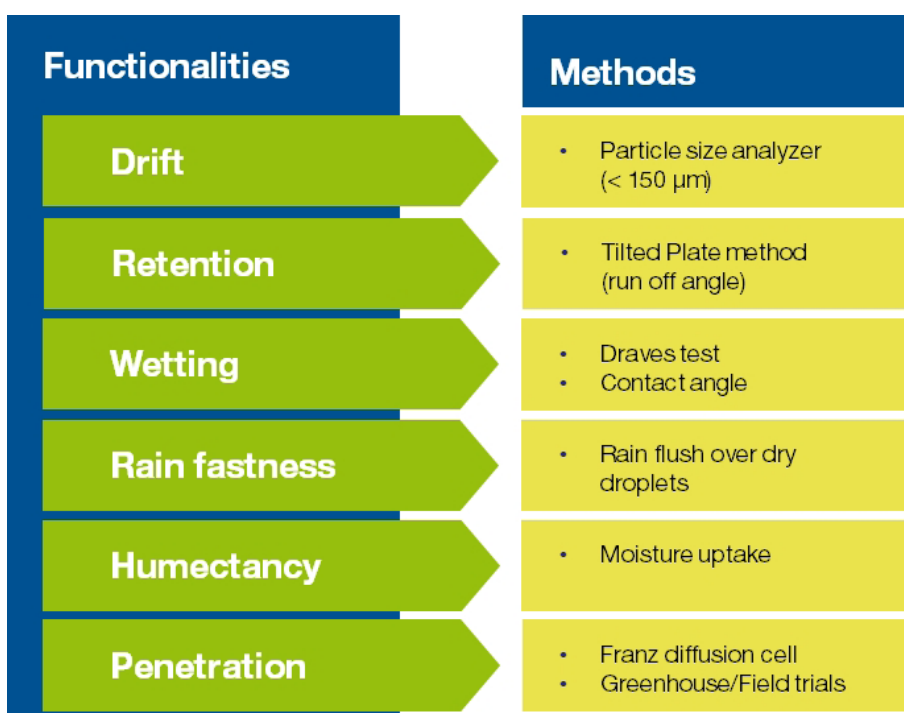 Functionalities
Methods
Drift
• Particle size analyzer
(< 150 µm)
Retention
• Tilted Plate method
(run off angle)
Wetting
• Draves test
• Contact angle
Rain fastness
• Rain flush over dry
droplets
Humectancy
• Moisture uptake
Penetration
• Franz diffusion cell
• Greenhouse/Field trials